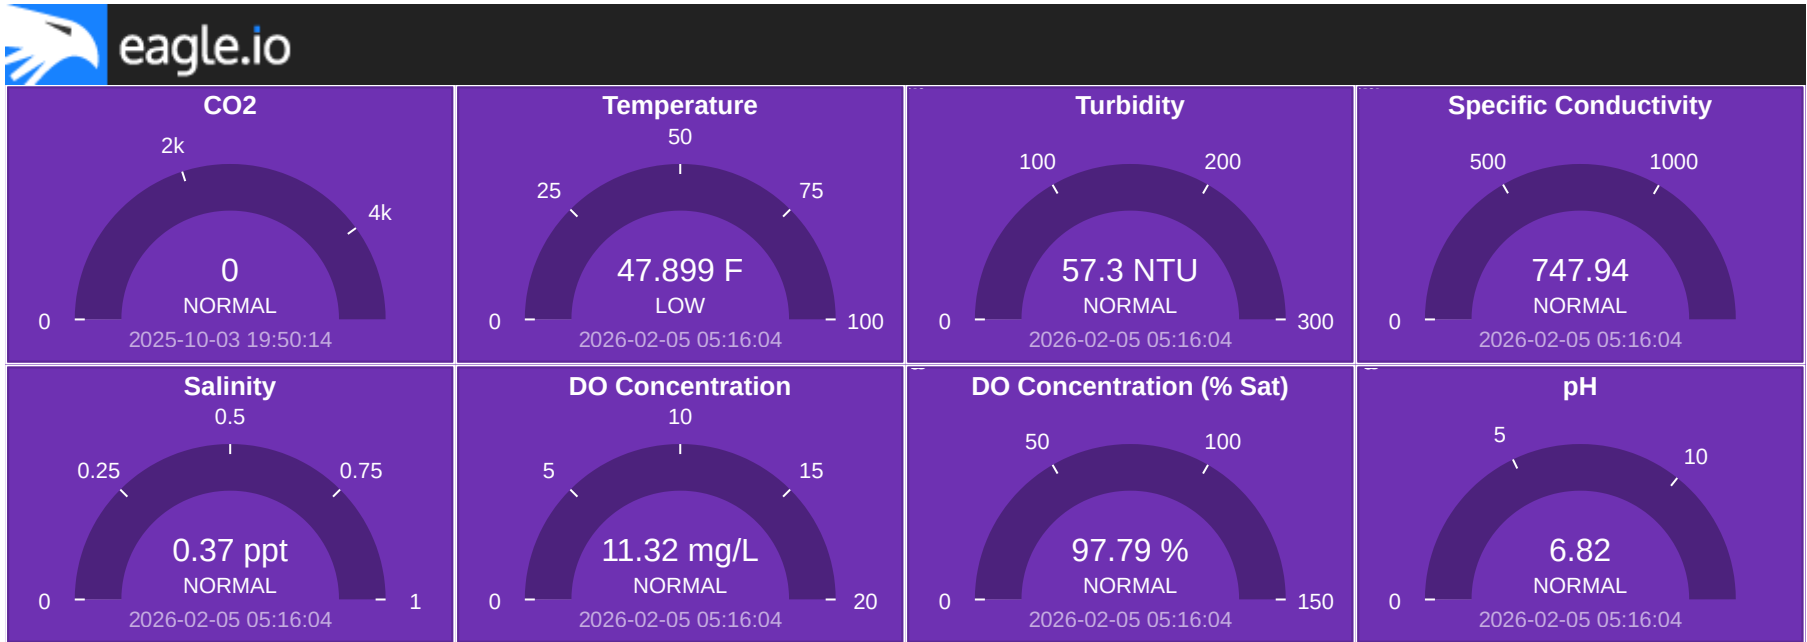 eagle.io
CO2
2k
4k
0
0
NORMAL
2025-10-03 19:50:14
Temperature
50
25
75
47.899 F
LOW
0
100
2026-02-05 05:16:04
Turbidity
100
200
57.3 NTU
NORMAL
0
300
2026-02-05 05:16:04
Specific Conductivity
500
1000
747.94
NORMAL
0
2026-02-05 05:16:04
Salinity
0.5
0.25
0.75
0.37 ppt
NORMAL
0
1
2026-02-05 05:16:04
DO Concentration
10
5
15
11.32 mg/L
NORMAL
0
20
2026-02-05 05:16:04
DO Concentration (% Sat)
50
100
97.79 %
NORMAL
0
150
2026-02-05 05:16:04
pH
5
10
6.82
NORMAL
0
2026-02-05 05:16:04